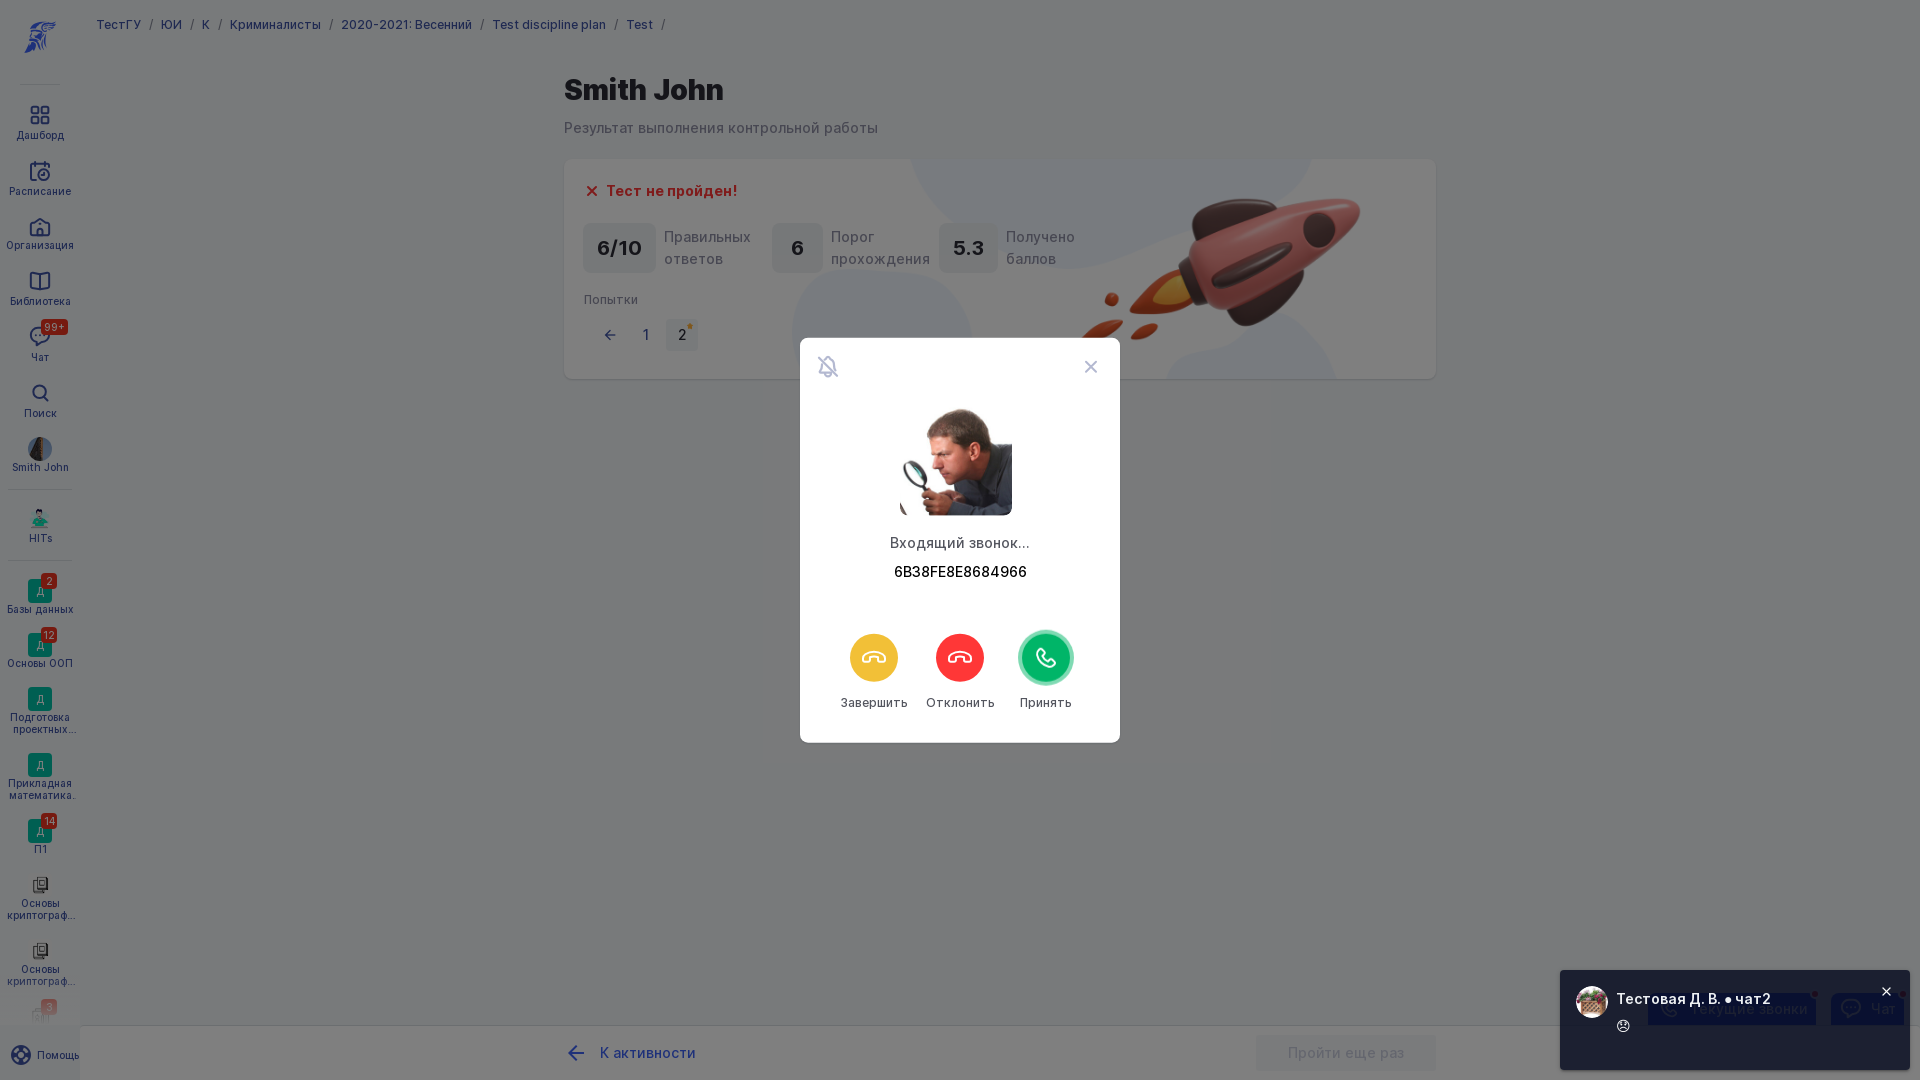 ТестГУ / ЮИ / К / Криминалисты / 2020-2021: Весенний / Test discipline plan / Test /
Smith John
Результат выполнения контрольной работы
Тест не пройден!
6/10 Правильных ответов
6 Порог прохождения
5.3 Получено баллов
Попытки
1 2
Дашборд
Расписание
Организация
Библиотека
99+
Чат
Поиск
Smith John
HITs
Д 2
Базы данных
Д 12
Основы ООП
Д
Подготовка
проектных...
Д
Прикладная
математика.
Д 14
П1
Основы
криптограф...
Основы
криптограф...
3
Помощь
Входящий звонок...
6B38FE8E8684966
Завершить Отклонить Принять
К активности
Пройти еще раз
Тестовая Д. В. ● чат2
☹
Текущие звонки
Чат